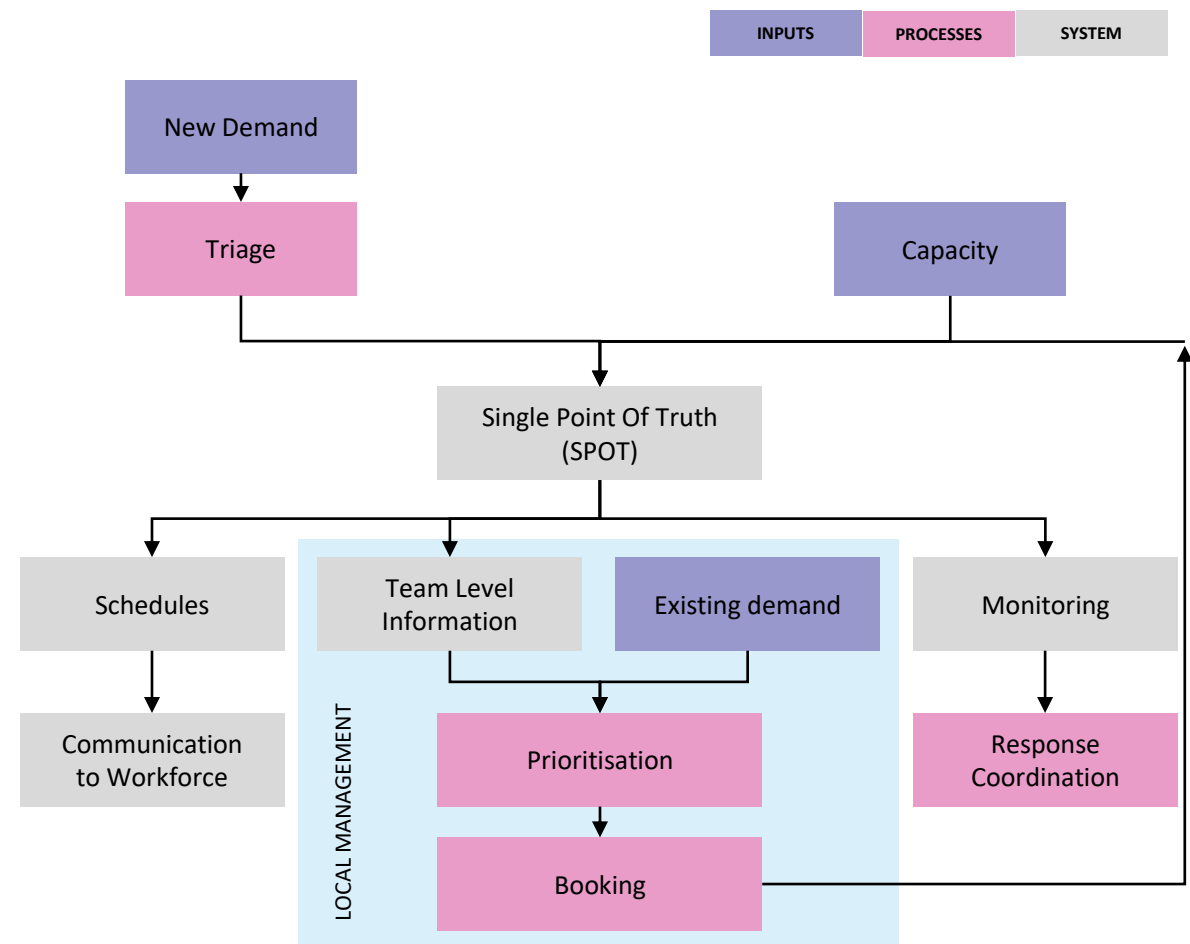 INPUTS
PROCESSES
SYSTEM
New Demand
Triage
Capacity
Single Point Of Truth
(SPOT)
Schedules
Team Level
Information
Existing demand
Monitoring
LOCAL MANAGEMENT
Communication
to Workforce
Prioritisation
Response
Coordination
Booking